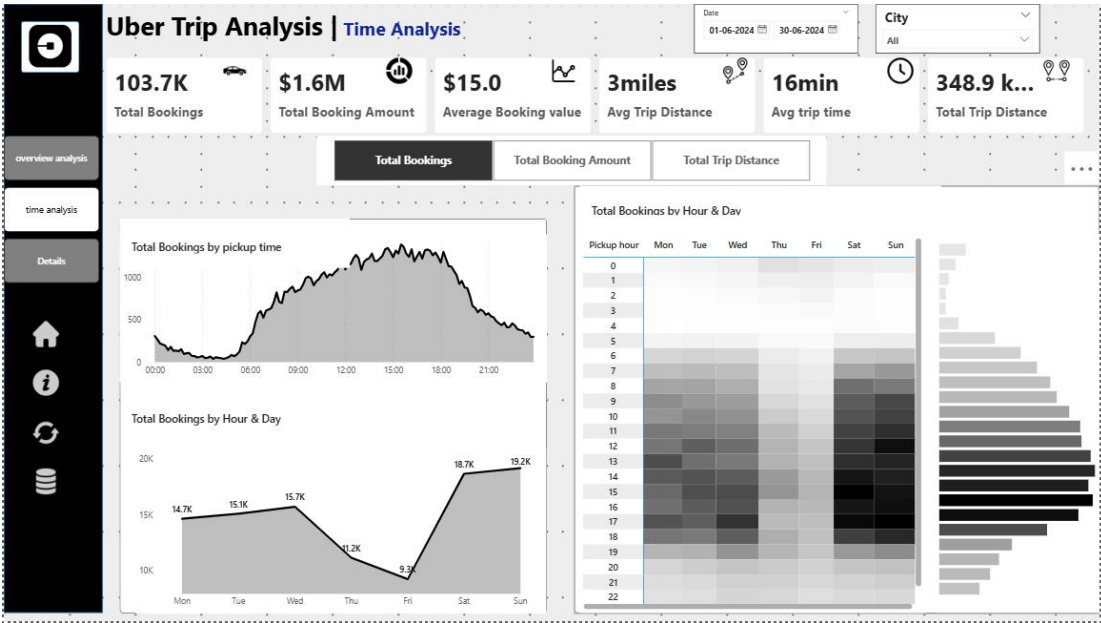 Uber Trip Analysis | Time Analysis
Date
01-06-2024 30-06-2024
City
All
103.7K
Total Bookings
$1.6M
Total Booking Amount
$15.0
Average Booking value
3miles
Avg Trip Distance
16min
Avg trip time
348.9 k...
Total Trip Distance
overview analysis
time analysis
Details
Total Bookings Total Booking Amount Total Trip Distance
Total Bookings by pickup time
1000
500
0
00:00 03:00 06:00 09:00 12:00 15:00 18:00 21:00
Total Bookings by Hour & Day
20K
15K
10K
14.7K 15.1K 15.7K 11.2K 9.3K 18.7K 19.2K
Mon Tue Wed Thu Fri Sat Sun
Total Bookings by Hour & Day
Pickup hour Mon Tue Wed Thu Fri Sat Sun
0
1
2
3
4
5
6
7
8
9
10
11
12
13
14
15
16
17
18
19
20
21
22